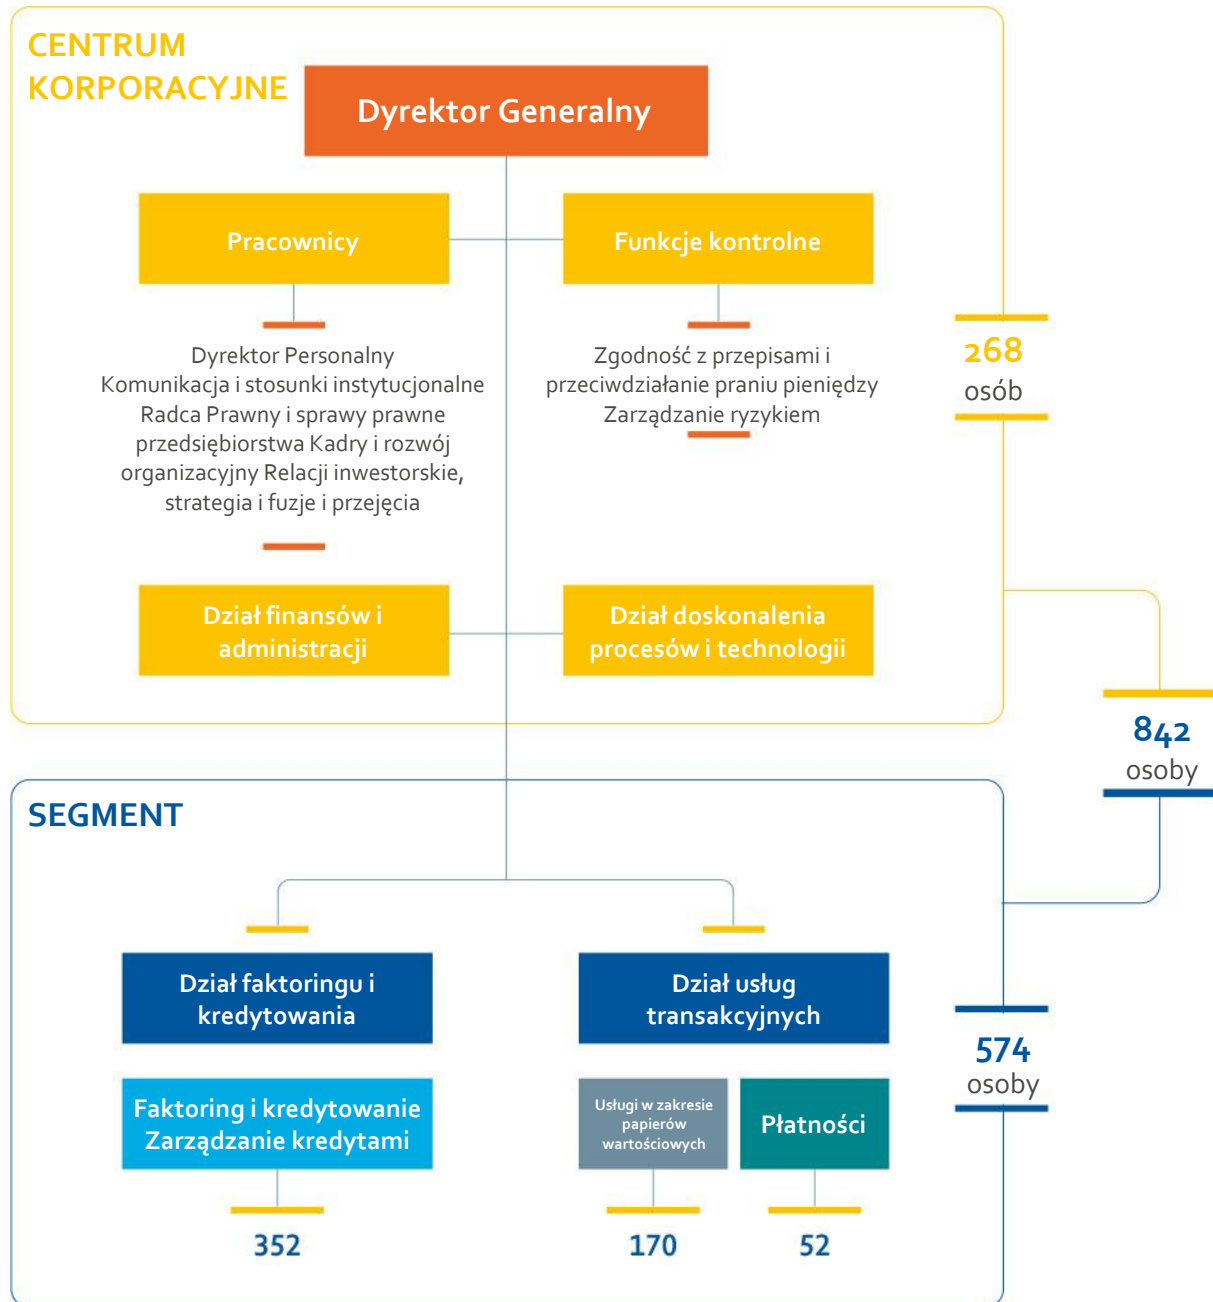 CENTRUM
KORPORACYJNE
Dyrektor Generalny
Pracownicy
Funkcje kontrolne
Dyrektor Personalny
Komunikacja i stosunki instytucjonalne
Radca Prawny i sprawy prawne
przedsiębiorstwa Kadry i rozwój
organizacyjny Relacji inwestorskie,
strategia i fuzje i przejęcia
Zgodność z przepisami i
przeciwdziałanie praniu pieniędzy
Zarządzanie ryzykiem
268
osób
Dział finansów i
administracji
Dział doskonalenia
procesów i technologii
842
osoby
SEGMENT
Dział faktoringu i
kredytowania
Dział usług
transakcyjnych
574
osoby
Faktoring i kredytowanie
Zarządzanie kredytami
Usługi w zakresie
papierów
wartościowych
Płatności
352
170
52